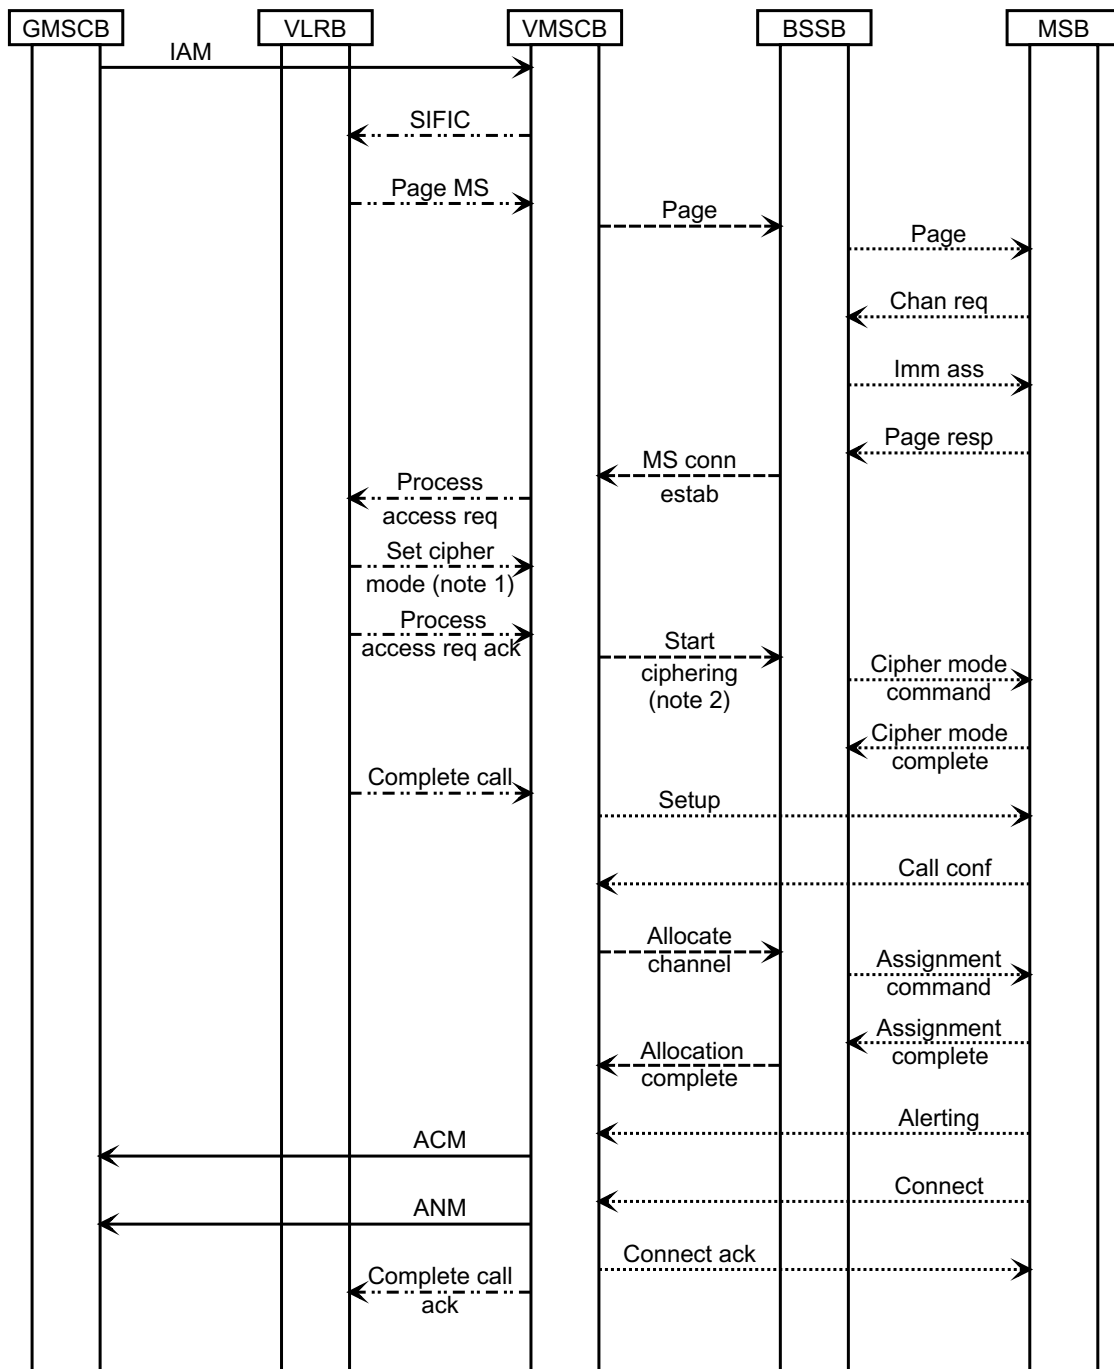 GMSCB
VLRB
VMSCB
BSSB
MSB
IAM
SIFIC
Page MS
Page
Page
Chan req
Imm ass
Page resp
MS conn
estab
Process
access req
Set cipher
mode (note 1)
Process
access req ack
Start
ciphering
(note 2)
Cipher mode
command
Cipher mode
complete
Complete call
Setup
Call conf
Allocate
channel
Assignment
command
Assignment
complete
Allocation
complete
Alerting
ACM
Connect
ANM
Connect ack
Complete call
ack